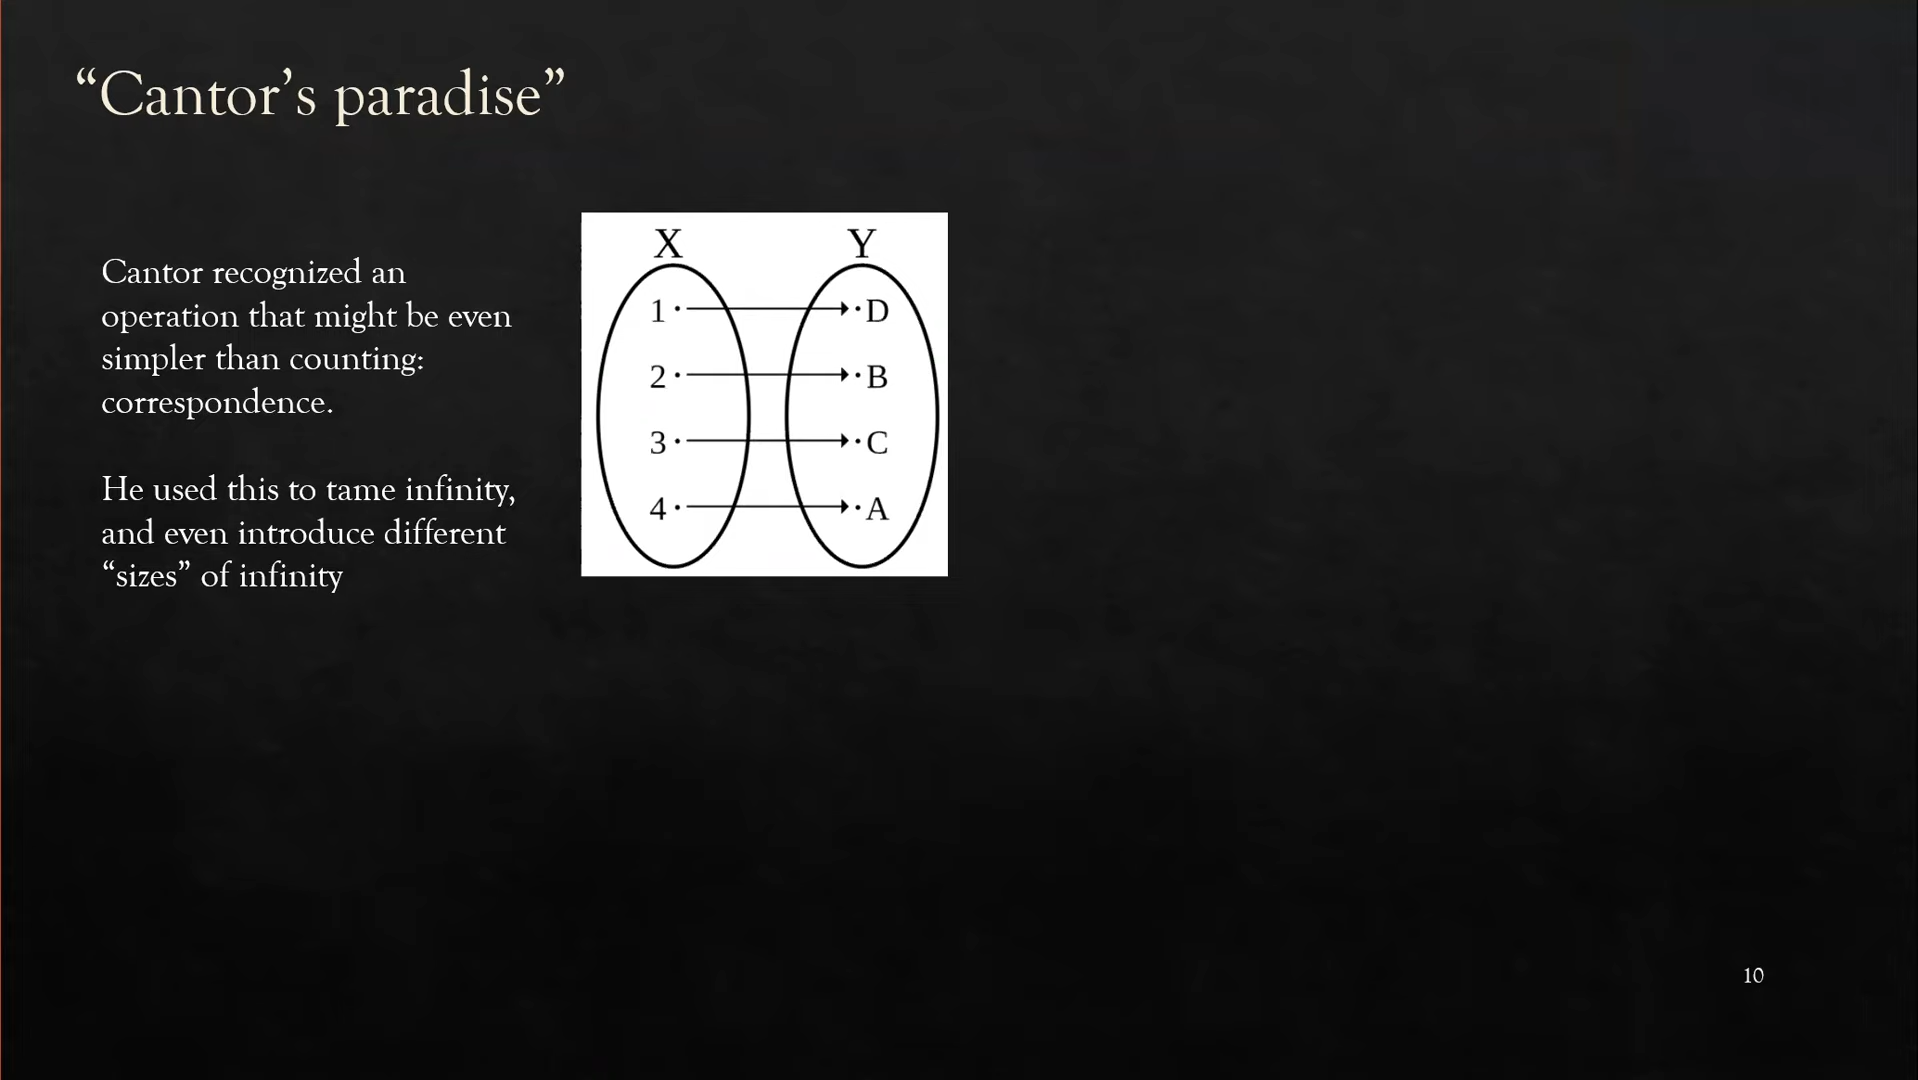 “Cantor’s paradise”
Cantor recognized an
operation that might be even
simpler than counting:
correspondence.
He used this to tame infinity,
and even introduce different
“sizes” of infinity
X Y
1 D
2 B
3 C
4 A
10